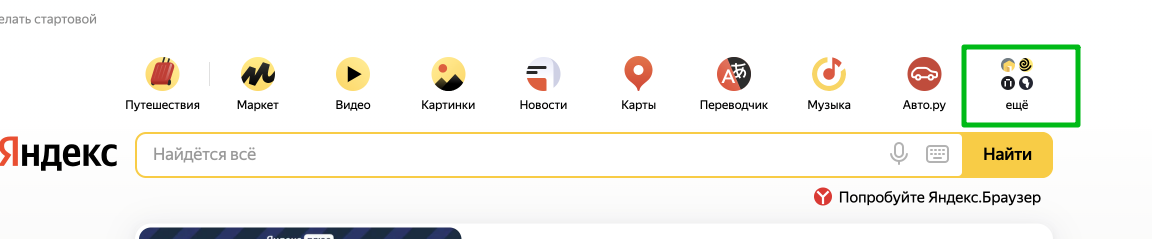 елать стартовой
Путешествия Маркет Видео Картинки Новости Карты Переводчик Музыка Авто.ру ещё
Яндекс Найдётся всё Найти
Попробуйте Яндекс.Браузер
Яндекс